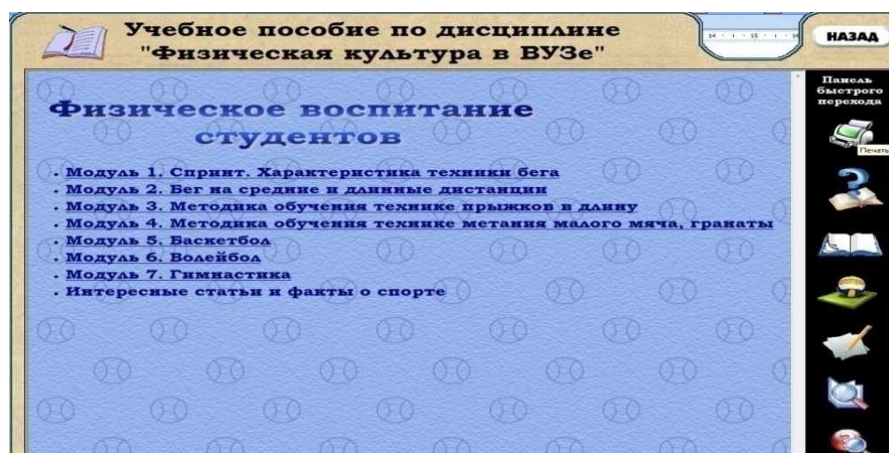 Учебное пособие по дисциплине
"Физическая культура в ВУЗе"
14 15 16
НАЗАД
Панель
быстрого
перехода
Печать
Физическое воспитание
студентов
Модуль 1. Спринт. Характеристика техники бега
Модуль 2. Бег на средние и длинные дистанции
Модуль 3. Методика обучения технике прыжков в длину
Модуль 4. Методика обучения технике метания малого мяча, гранаты
Модуль 5. Баскетбол
Модуль 6. Волейбол
Модуль 7. Гимнастика
Интересные статьи и факты о спорте